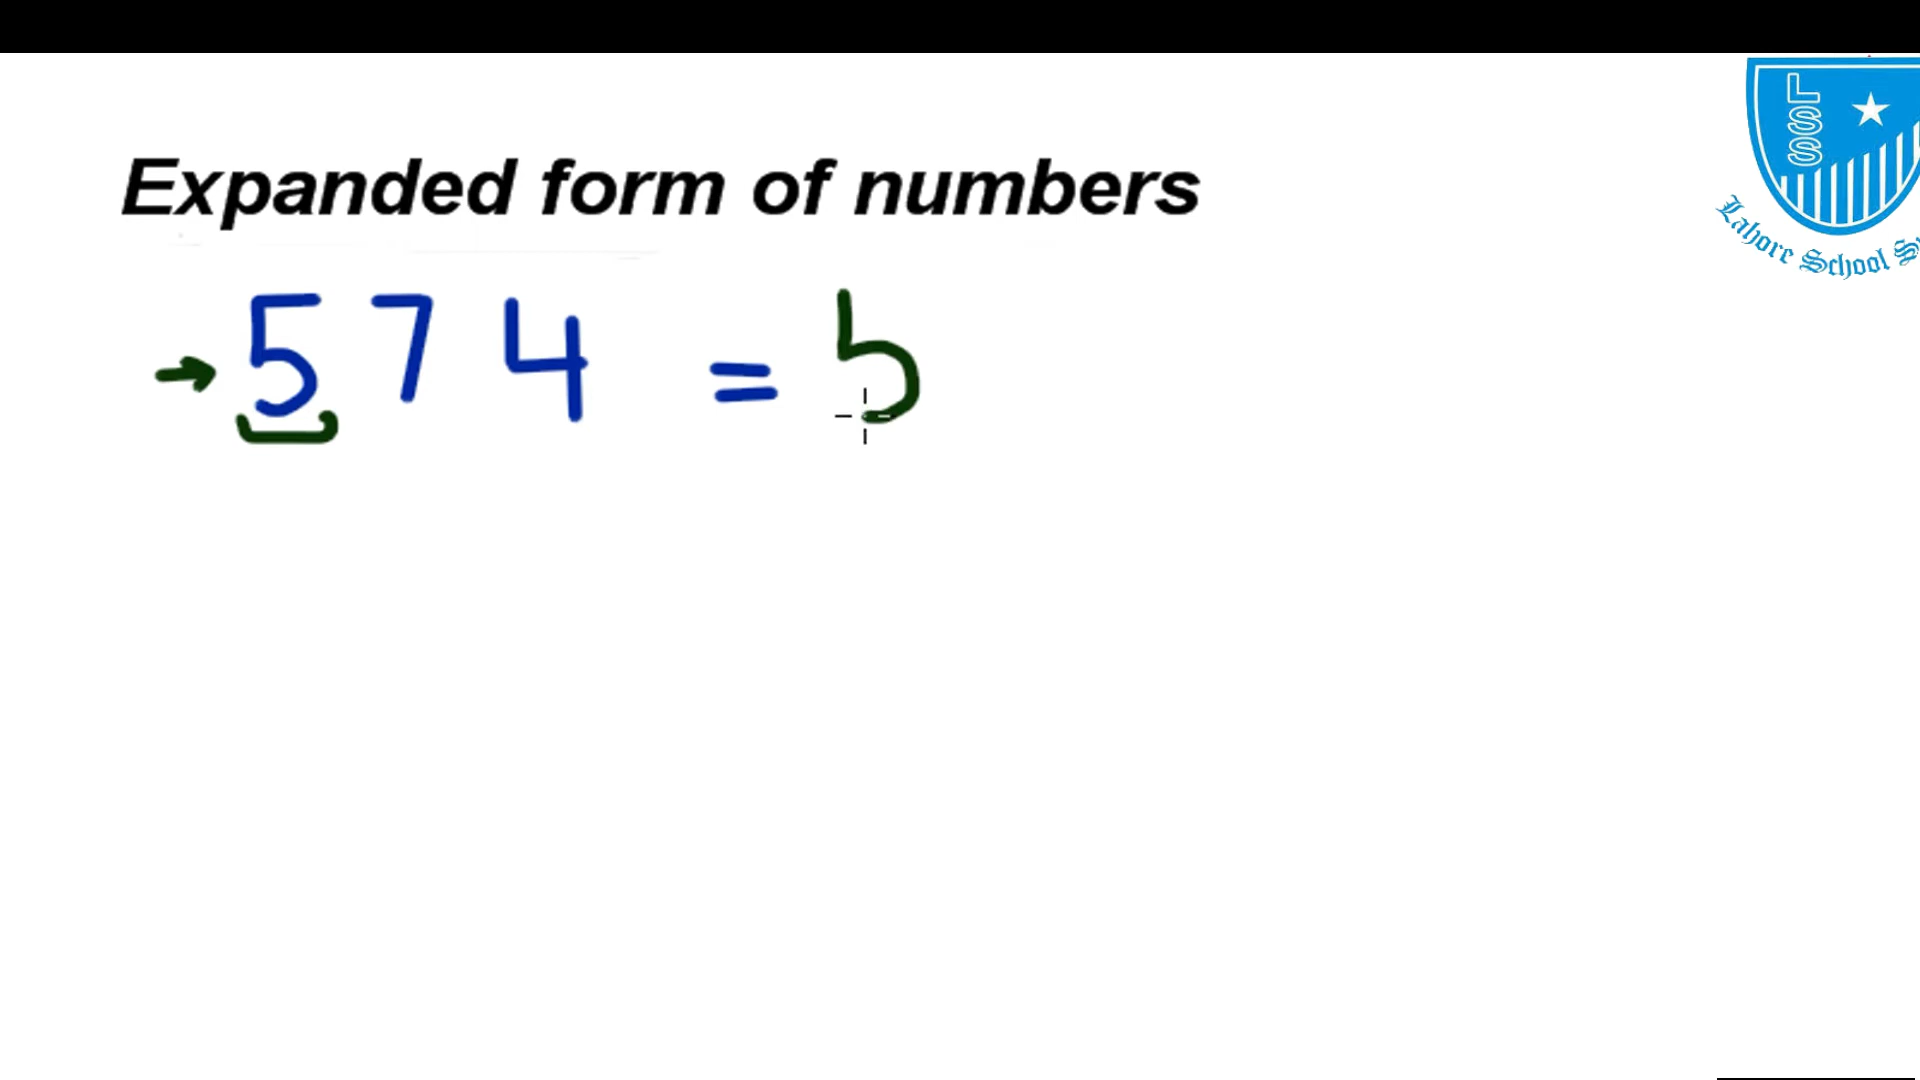 LSS
Expanded form of numbers
Lahore School
→ 574 = 5